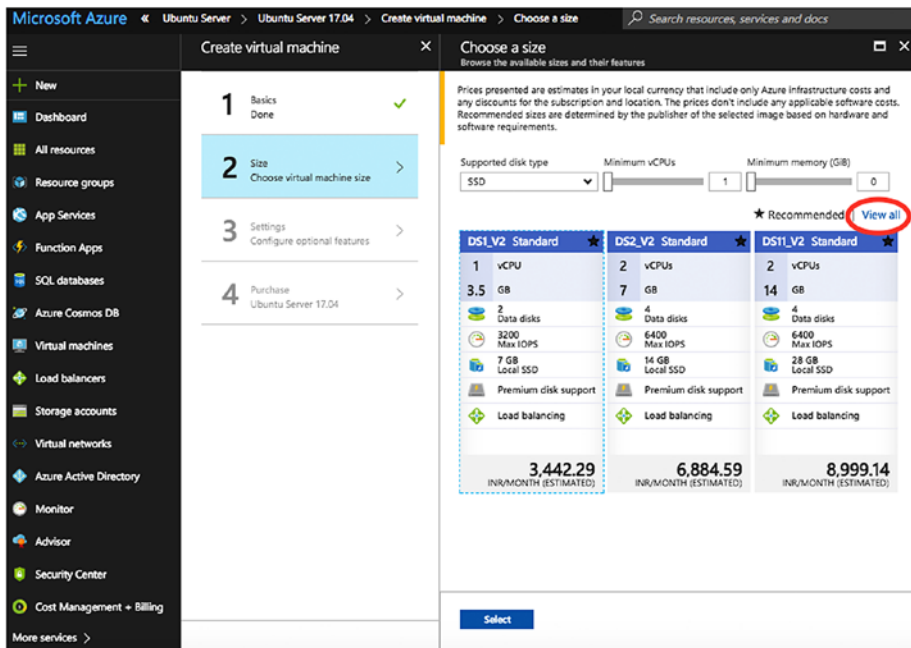 Microsoft Azure « Ubuntu Server > Ubuntu Server 17.04 > Create virtual machine > Choose a size
Search resources, services and docs
New
Dashboard
All resources
Resource groups
App Services
Function Apps
SQL databases
Azure Cosmos DB
Virtual machines
Load balancers
Storage accounts
Virtual networks
Azure Active Directory
Monitor
Advisor
Security Center
Cost Management + Billing
More services >
Create virtual machine
1 Basics
Done
2 Size
Choose virtual machine size
3 Settings
Configure optional features
4 Purchase
Ubuntu Server 17.04
Choose a size
Browse the available sizes and their features
Prices presented are estimates in your local currency that include only Azure infrastructure costs and
any discounts for the subscription and location. The prices don't include any applicable software costs.
Recommended sizes are determined by the publisher of the selected image based on hardware and
software requirements.
Supported disk type
SSD
Minimum vCPUs
1
Minimum memory (GiB)
0
★ Recommended | View all
DS1_V2 Standard
1 vCPU
3.5 GB
2
Data disks
3200
Max IOPS
7 GB
Local SSD
Premium disk support
Load balancing
3,442.29
INR/MONTH (ESTIMATED)
DS2_V2 Standard
2 vCPUs
7 GB
4
Data disks
6400
Max IOPS
14 GB
Local SSD
Premium disk support
Load balancing
6,884.59
INR/MONTH (ESTIMATED)
DS11_V2 Standard
2 vCPUs
14 GB
4
Data disks
6400
Max IOPS
28 GB
Local SSD
Premium disk support
Load balancing
8,999.14
INR/MONTH (ESTIMATED)
Select